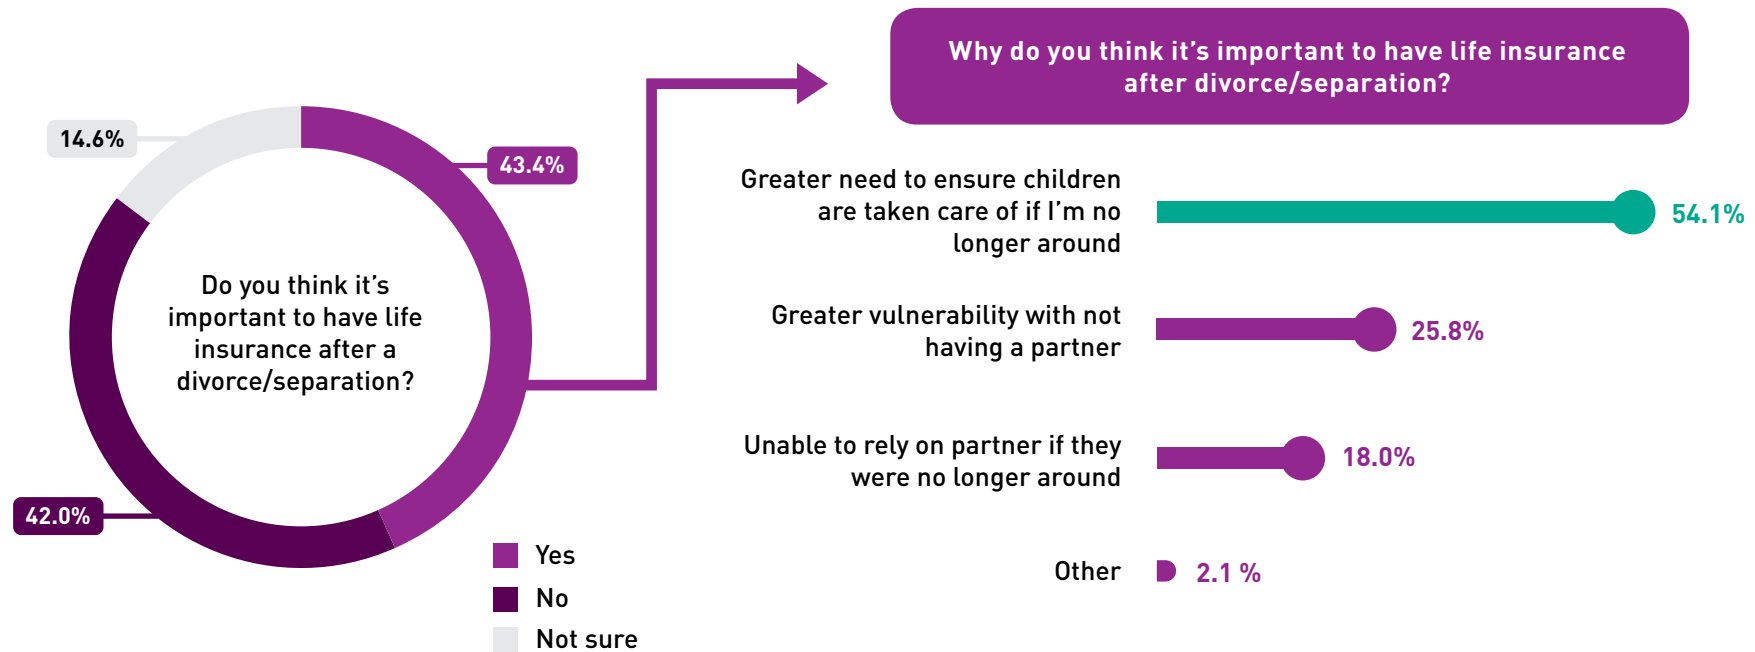 14.6%
43.4%
Do you think it's
important to have life
insurance after a
divorce/separation?
42.0%
Yes
No
Not sure
Why do you think it's important to have life insurance
after divorce/separation?
Greater need to ensure children
are taken care of if I'm no
longer around
54.1%
Greater vulnerability with not
having a partner
25.8%
Unable to rely on partner if they
were no longer around
18.0%
Other
2.1 %